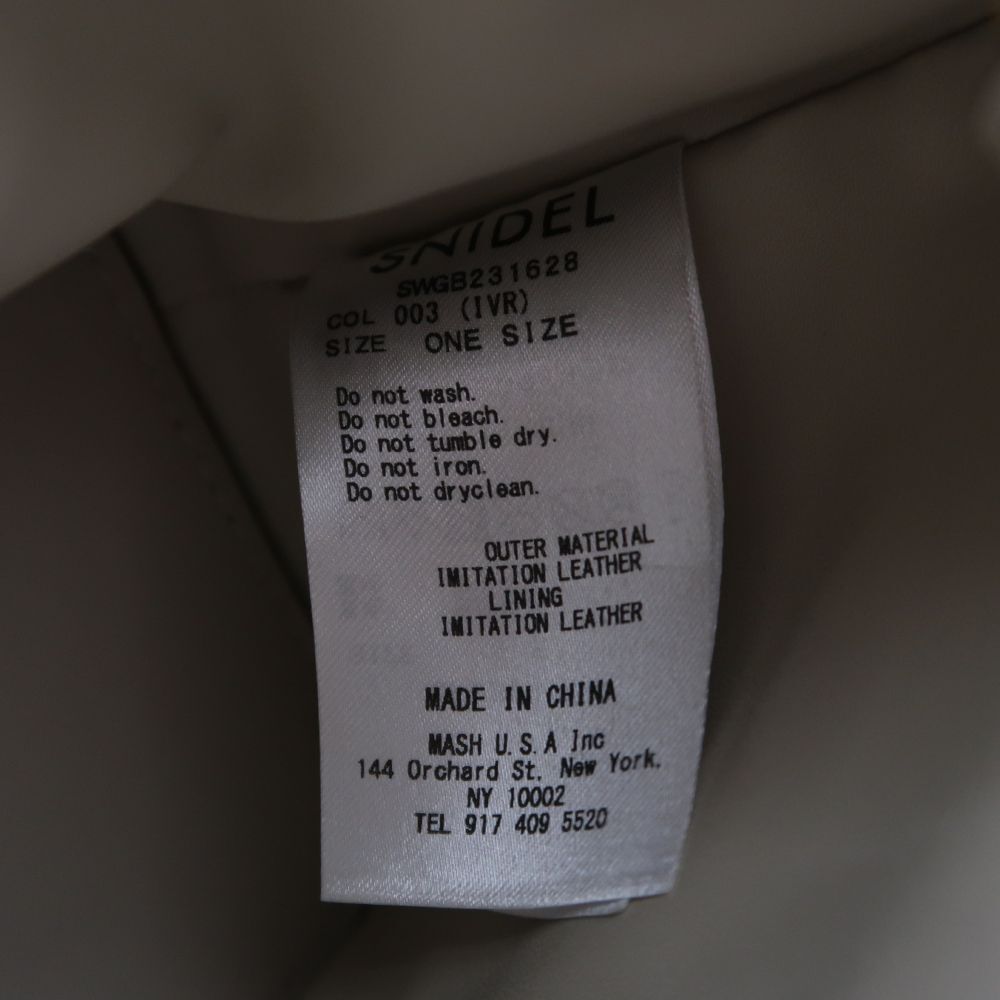 SNIDEL
SWGB231628
COL 003 (IVR)
SIZE ONE SIZE
Do not wash.
Do not bleach.
Do not tumble dry.
Do not iron.
Do not dryclean.
OUTER MATERIAL
IMITATION LEATHER
LINING
IMITATION LEATHER
MADE IN CHINA
MASH U.S.A Inc
144 Orchard St, New York,
NY 10002
TEL 917 409 5520